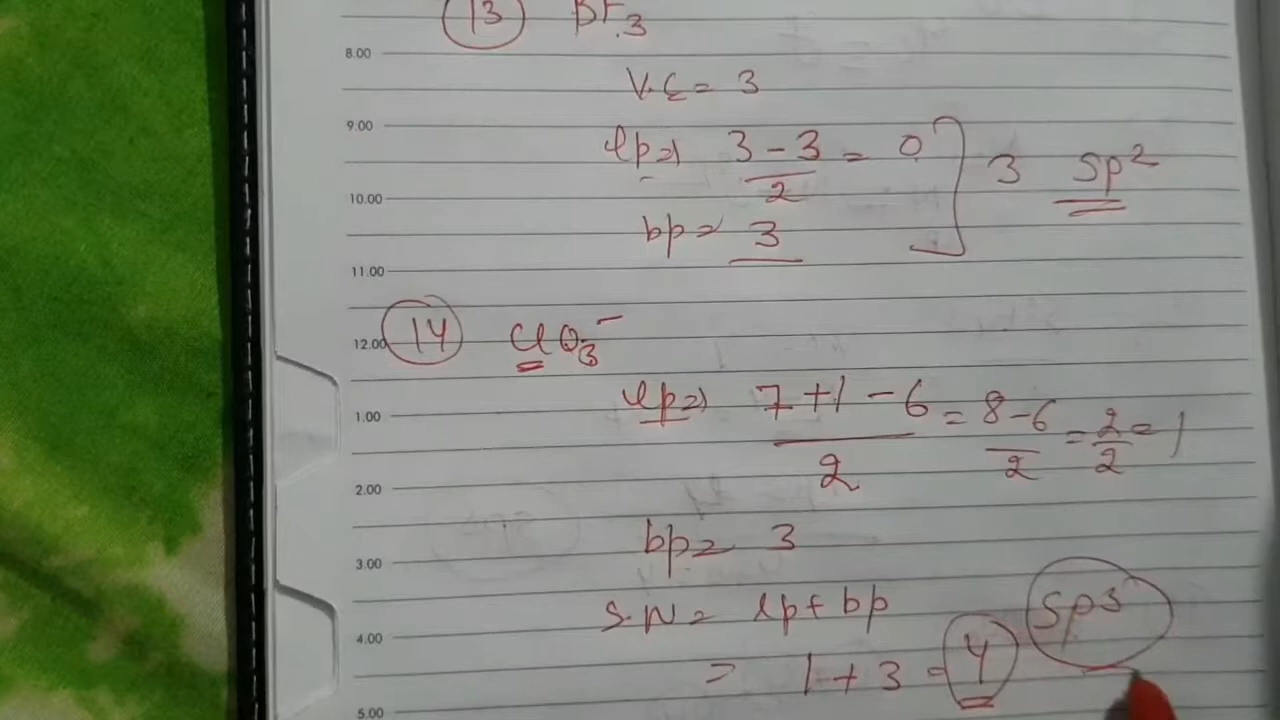 13 BF3
8.00
V.E = 3
9.00
lp ⇒ 3 - 3 / 2 = 0 ] 3 sp²
10.00
bp = 3
11.00
12.00 14 ClO3⁻
1.00 lp ⇒ 7 + 1 - 6 / 2 = 8 - 6 / 2 = 2 / 2 = 1
2.00
bp = 3
3.00
S.N = lp + bp sp3
4.00
= 1 + 3 = 4
5.00